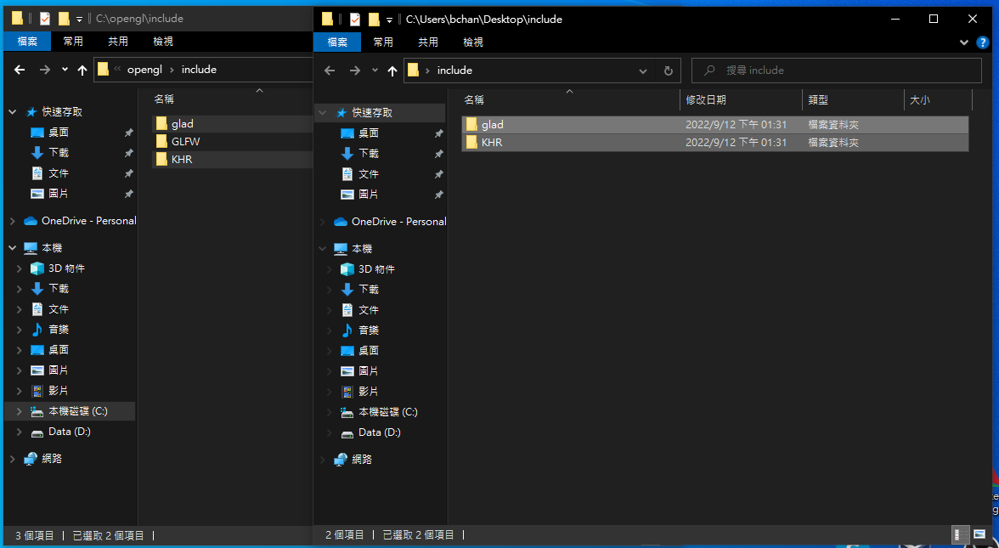 C:\opengl\include
檔案 常用 共用 檢視
opengl › include
名稱
glad
GLFW
KHR
快速存取
桌面
下載
文件
圖片
OneDrive - Personal
本機
3D 物件
下載
文件
音樂
桌面
圖片
影片
本機磁碟 (C:)
Data (D:)
網路
3 個項目 已選取 2 個項目
C:\Users\bchan\Desktop\include
檔案 常用 共用 檢視
include
搜尋 include
名稱 修改日期 類型 大小
glad 2022/9/12 下午 01:31 檔案資料夾
KHR 2022/9/12 下午 01:31 檔案資料夾
快速存取
桌面
下載
文件
圖片
OneDrive - Personal
本機
3D 物件
下載
文件
音樂
桌面
圖片
影片
本機磁碟 (C:)
Data (D:)
網路
2 個項目 已選取 2 個項目